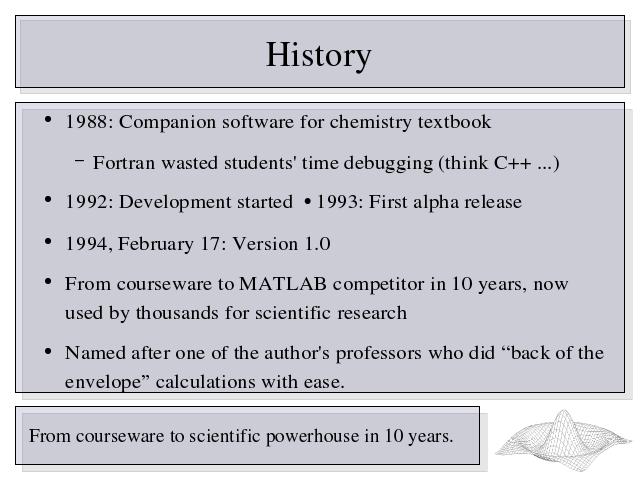 History
• 1988: Companion software for chemistry textbook
– Fortran wasted students' time debugging (think C++ ...)
• 1992: Development started • 1993: First alpha release
• 1994, February 17: Version 1.0
• From courseware to MATLAB competitor in 10 years, now
used by thousands for scientific research
• Named after one of the author's professors who did “back of the
envelope” calculations with ease.
From courseware to scientific powerhouse in 10 years.